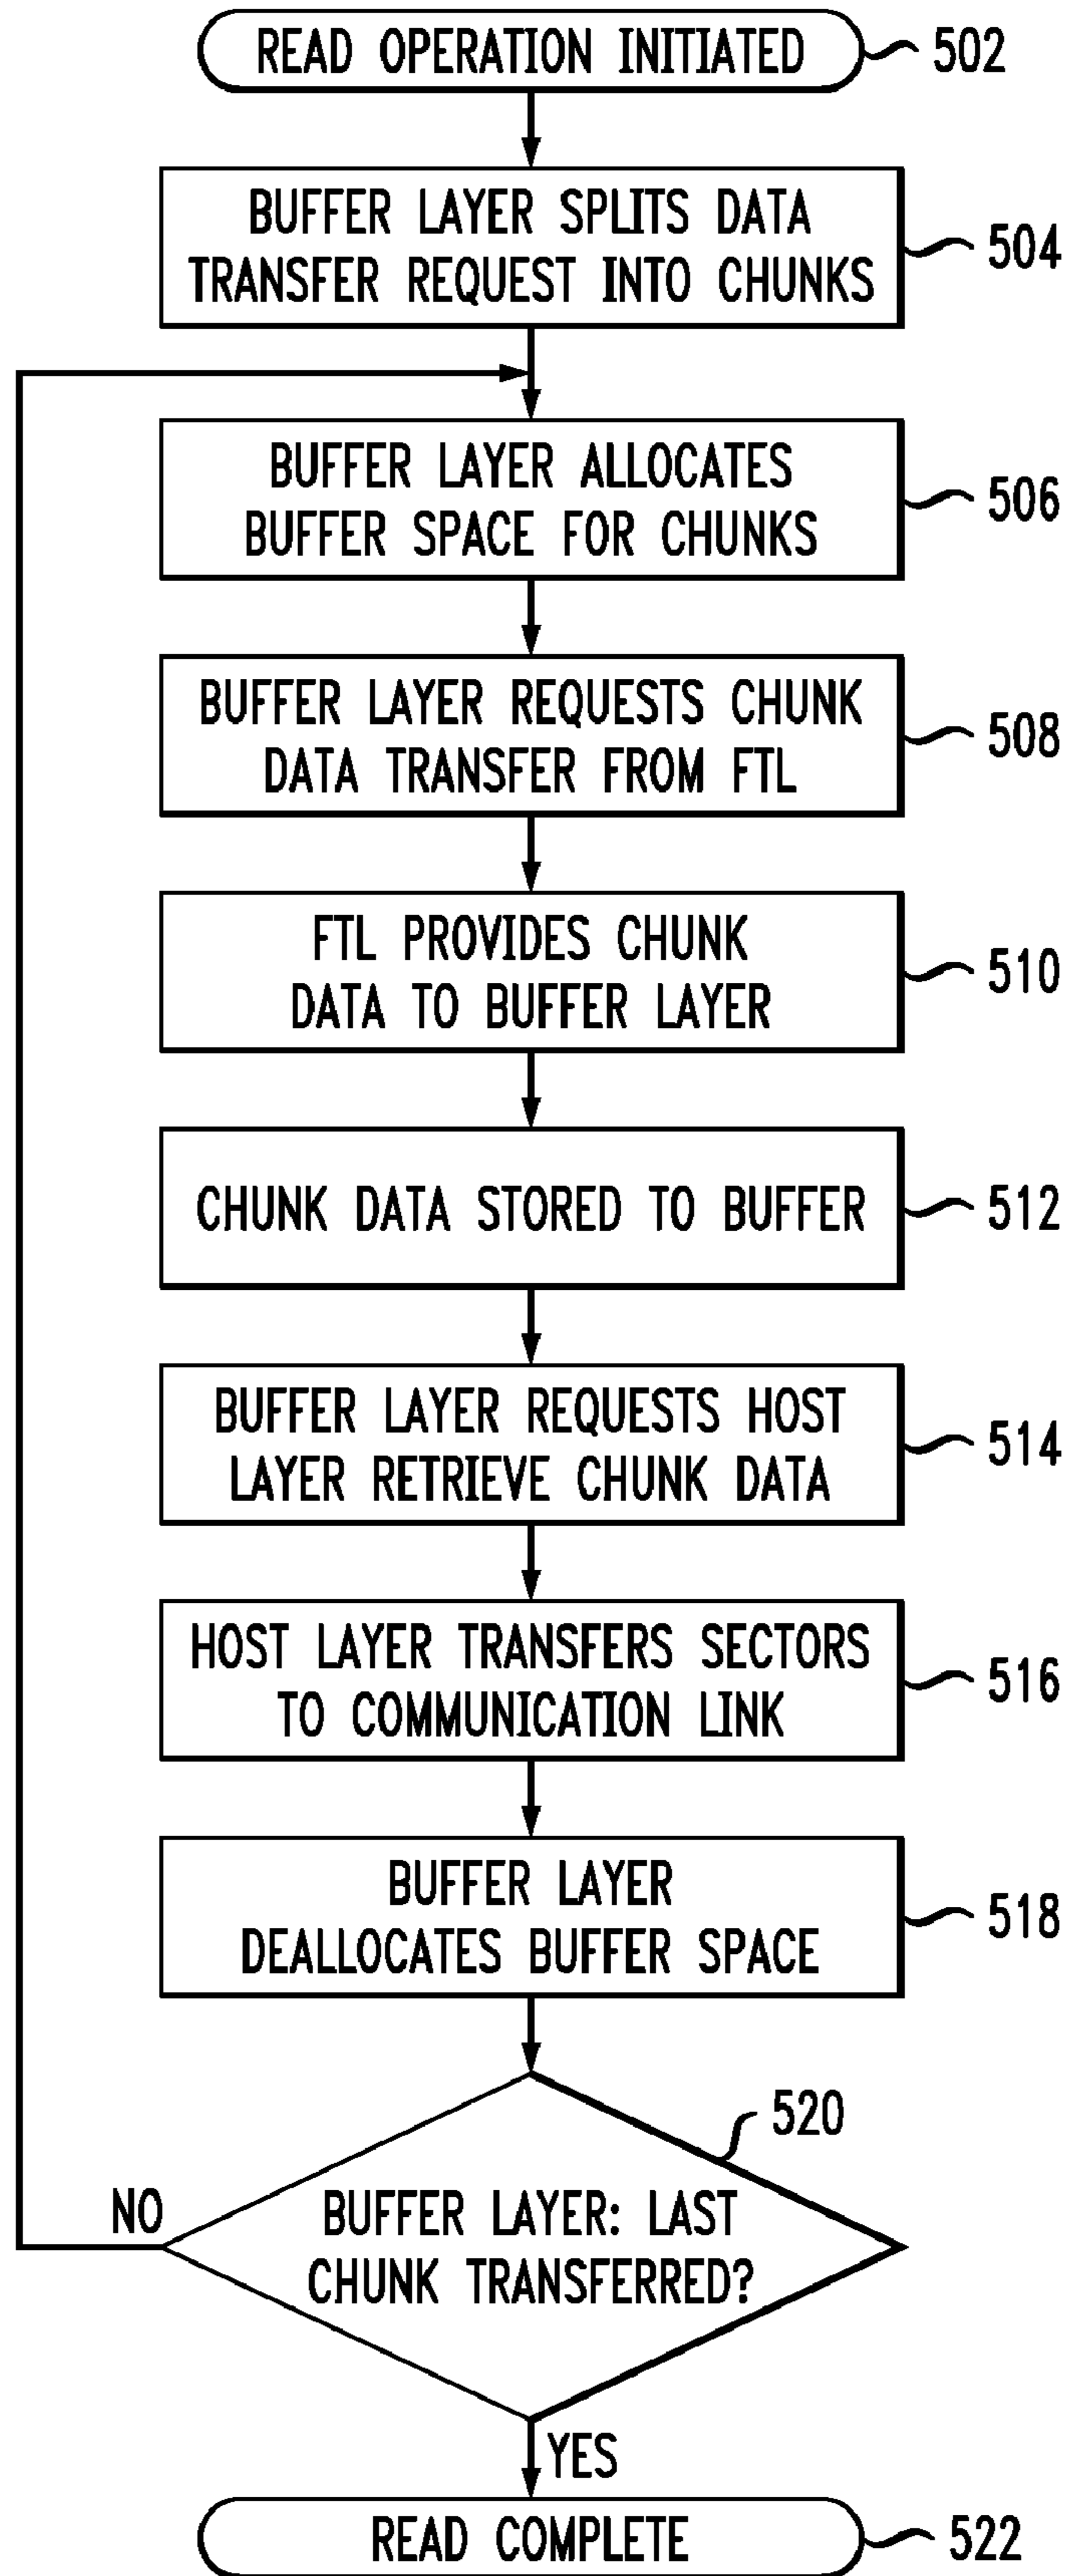 READ OPERATION INITIATED
502
BUFFER LAYER SPLITS DATA
TRANSFER REQUEST INTO CHUNKS
504
BUFFER LAYER ALLOCATES
BUFFER SPACE FOR CHUNKS
506
BUFFER LAYER REQUESTS CHUNK
DATA TRANSFER FROM FTL
508
FTL PROVIDES CHUNK
DATA TO BUFFER LAYER
510
CHUNK DATA STORED TO BUFFER
512
BUFFER LAYER REQUESTS HOST
LAYER RETRIEVE CHUNK DATA
514
HOST LAYER TRANSFERS SECTORS
TO COMMUNICATION LINK
516
BUFFER LAYER
DEALLOCATES BUFFER SPACE
518
520
NO
BUFFER LAYER: LAST
CHUNK TRANSFERRED?
YES
READ COMPLETE
522